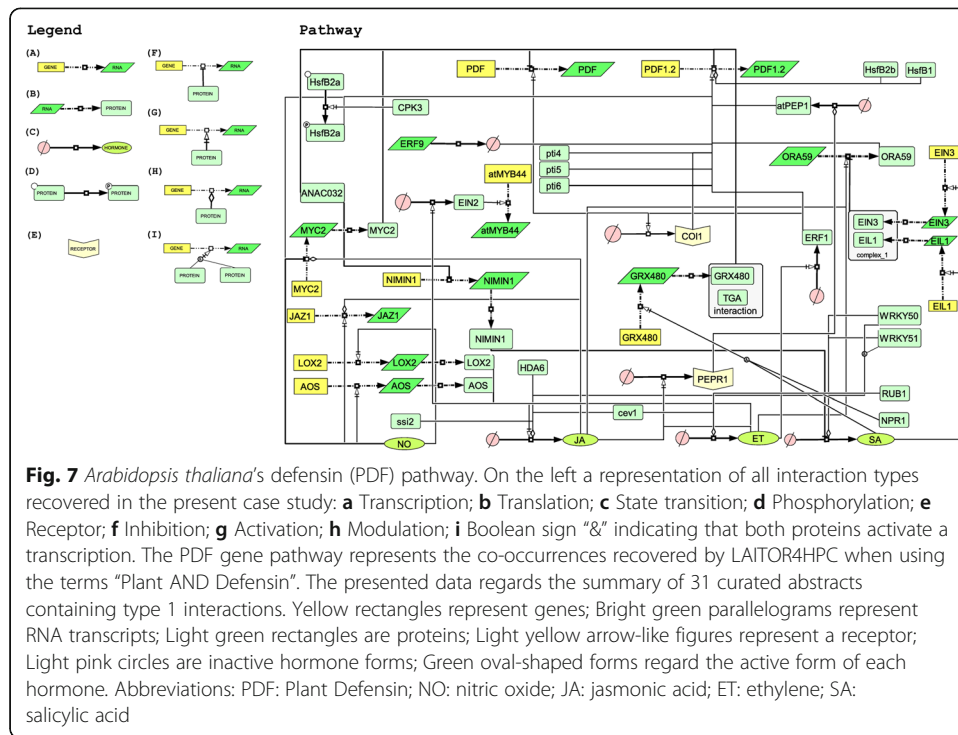 Legend
Pathway
(A)
GENE
RNA
(B)
RNA
PROTEIN
(C)
HORMONE
(D)
PROTEIN
P
PROTEIN
(E)
RECEPTOR
(F)
GENE
RNA
PROTEIN
(G)
GENE
RNA
PROTEIN
(H)
GENE
RNA
PROTEIN
(I)
GENE
RNA
PROTEIN
PROTEIN
HsfB2a
P
HsfB2a
CPK3
PDF
PDF
PDF1.2
PDF1.2
HsfB2b
HsfB1
atPEP1
ERF9
ORA59
ORA59
EIN3
pti4
pti5
pti6
atMYB44
ANAC032
EIN2
MYC2
MYC2
atMYB44
COI1
ERF1
EIN3
EIN3
EIL1
EIL1
complex_1
MYC2
NIMIN1
NIMIN1
GRX480
GRX480
TGA
interaction
JAZ1
JAZ1
NIMIN1
GRX480
EIL1
WRKY50
WRKY51
LOX2
LOX2
LOX2
HDA6
AOS
AOS
AOS
PEPR1
RUB1
ssi2
cev1
NPR1
NO
JA
ET
SA
Fig. 7 Arabidopsis thaliana's defensin (PDF) pathway. On the left a representation of all interaction types
recovered in the present case study: a Transcription; b Translation; c State transition; d Phosphorylation; e
Receptor; f Inhibition; g Activation; h Modulation; i Boolean sign "&" indicating that both proteins activate a
transcription. The PDF gene pathway represents the co-occurrences recovered by LAITOR4HPC when using
the terms "Plant AND Defensin". The presented data regards the summary of 31 curated abstracts
containing type 1 interactions. Yellow rectangles represent genes; Bright green parallelograms represent
RNA transcripts; Light green rectangles are proteins; Light yellow arrow-like figures represent a receptor;
Light pink circles are inactive hormone forms; Green oval-shaped forms regard the active form of each
hormone. Abbreviations: PDF: Plant Defensin; NO: nitric oxide; JA: jasmonic acid; ET: ethylene; SA:
salicylic acid